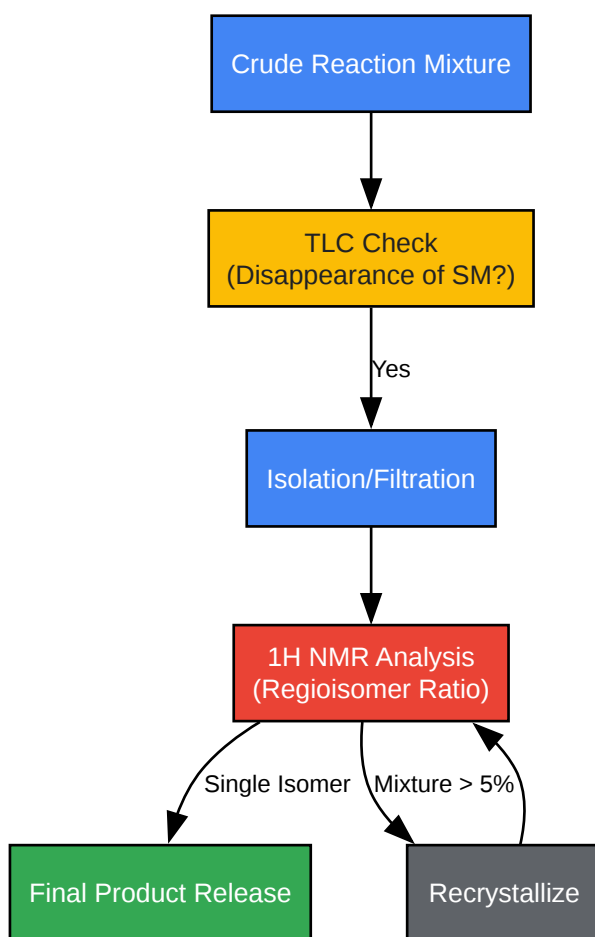 Crude Reaction Mixture
TLC Check
(Disappearance of SM?)
Yes
Isolation/Filtration
1H NMR Analysis
(Regioisomer Ratio)
Single Isomer
Mixture > 5%
Final Product Release
Recrystallize